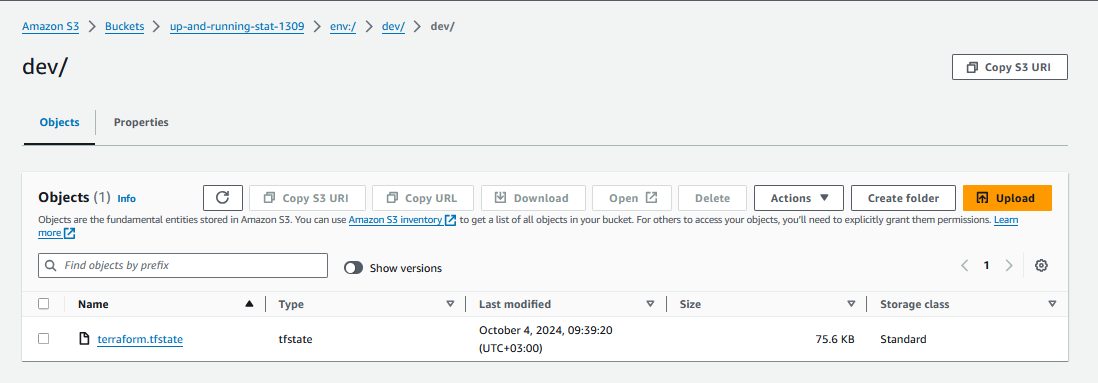 Amazon S3 > Buckets > up-and-running-stat-1309 > env:/ > dev/ > dev/
dev/
Copy S3 URI
Objects Properties
Objects (1) Info Copy S3 URI Copy URL Download Open Delete Actions Create folder Upload
Objects are the fundamental entities stored in Amazon S3. You can use Amazon S3 inventory to get a list of all objects in your bucket. For others to access your objects, you'll need to explicitly grant them permissions. Learn
more
Find objects by prefix Show versions 1
Name Type Last modified Size Storage class
terraform.tfstate tfstate October 4, 2024, 09:39:20 75.6 KB Standard
(UTC+03:00)